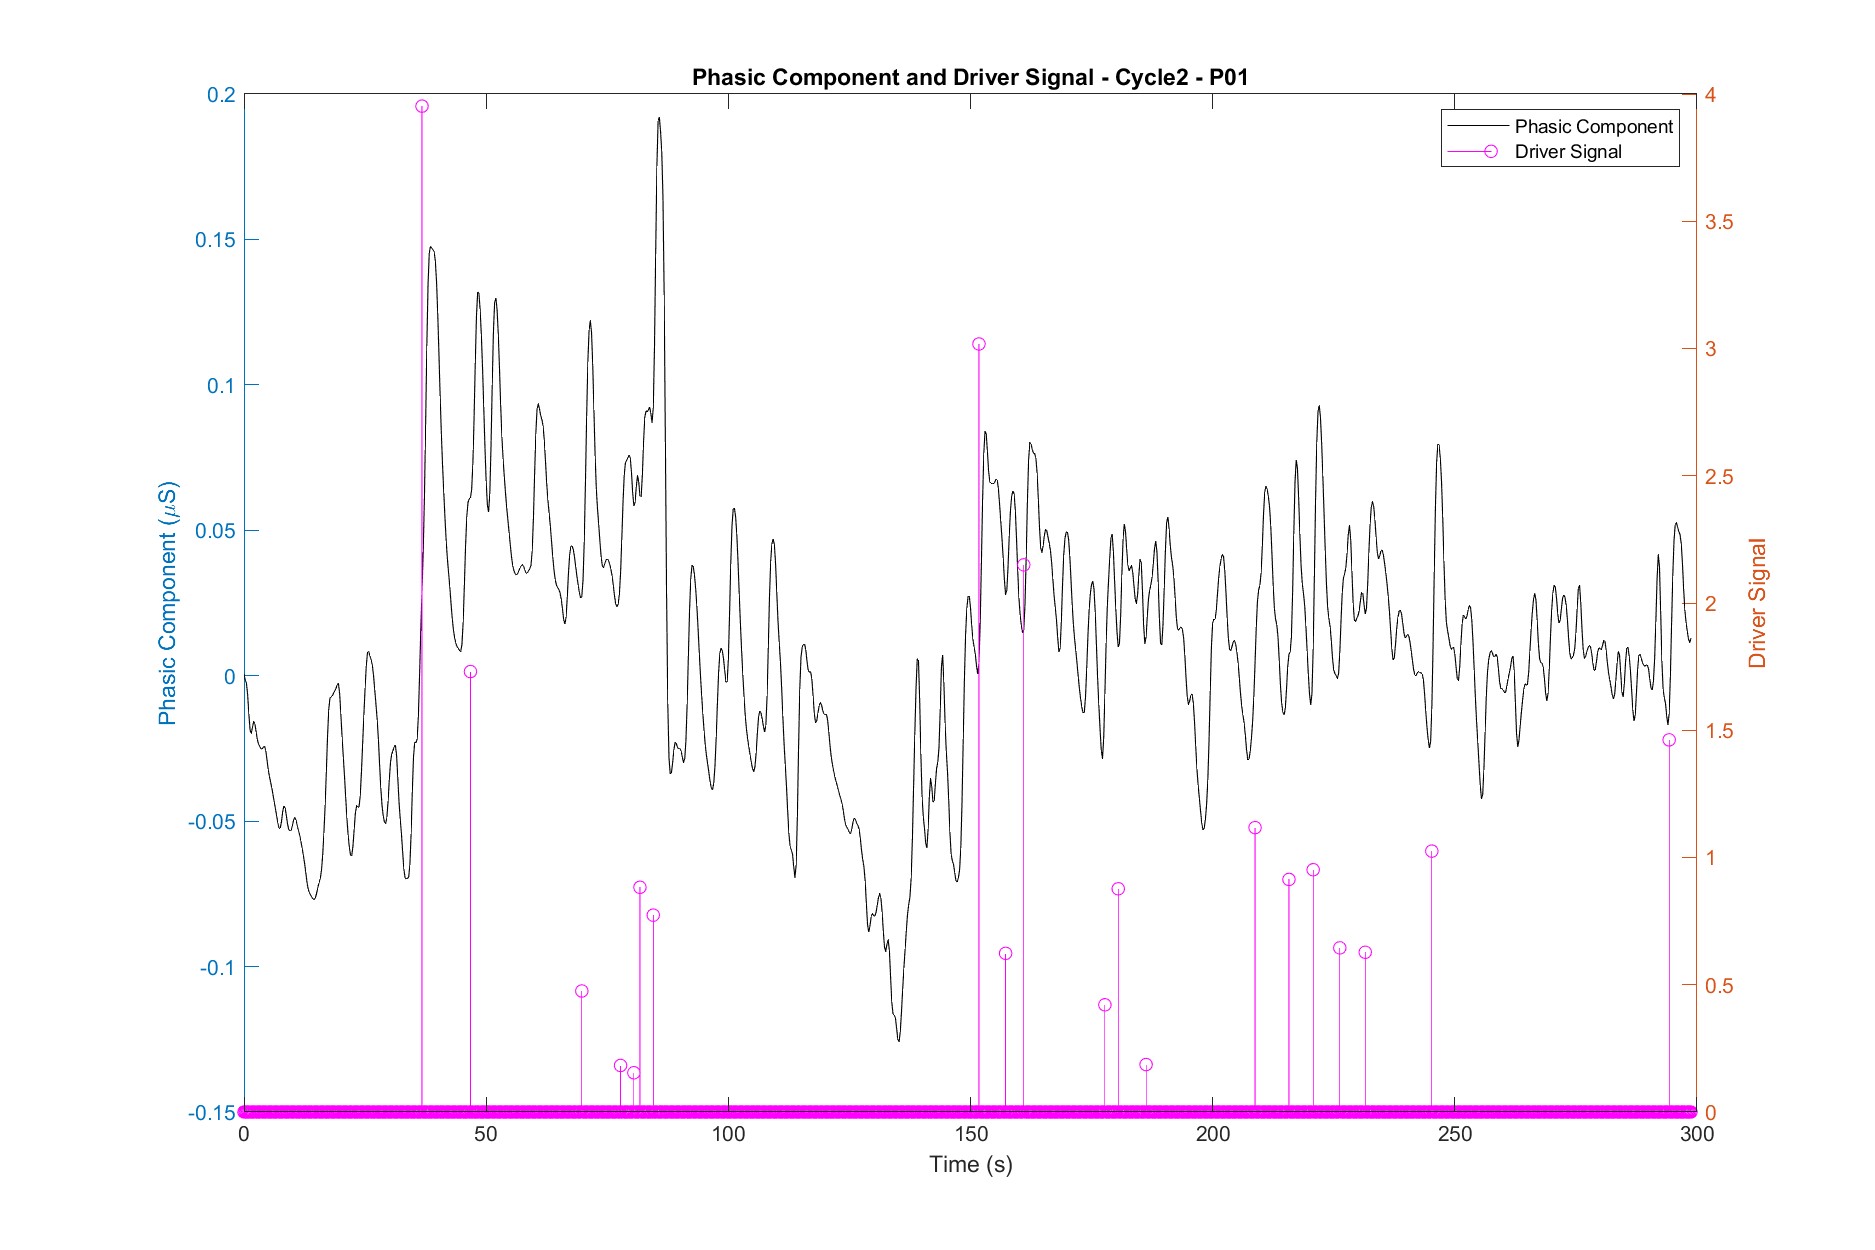 Phasic Component and Driver Signal - Cycle2 - P01
Phasic Component
Driver Signal
0.2
0.15
0.1
0.05
0
-0.05
-0.1
-0.15
Phasic Component (μS)
4
3.5
3
2.5
2
1.5
1
0.5
0
Driver Signal
0 50 100 150 200 250 300
Time (s)